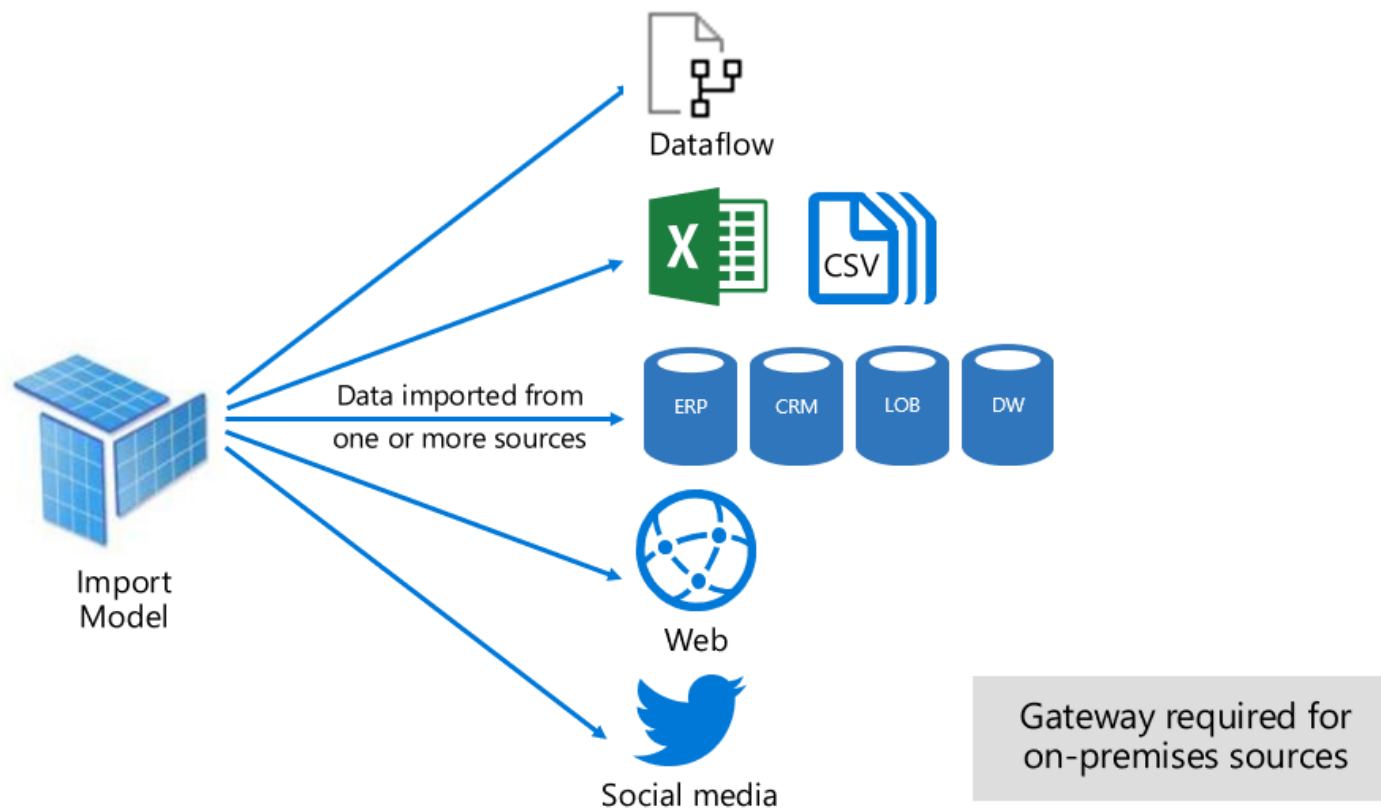 Dataflow
X
CSV
Data imported from
one or more sources
ERP
CRM
LOB
DW
Import
Model
Web
Social media
Gateway required for
on-premises sources